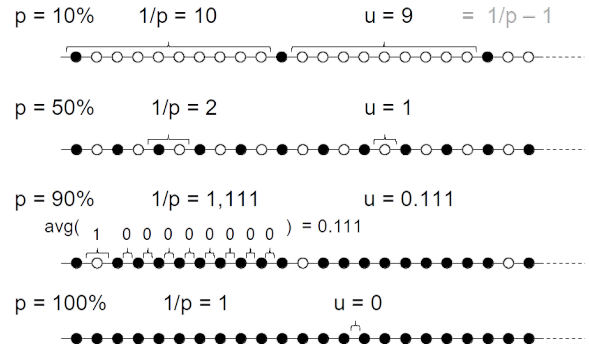 p = 10% 1/p = 10 u = 9 = 1/p – 1
p = 50% 1/p = 2 u = 1
p = 90% 1/p = 1,111 u = 0.111
avg( 1 0 0 0 0 0 0 0 0 ) = 0.111
p = 100% 1/p = 1 u = 0